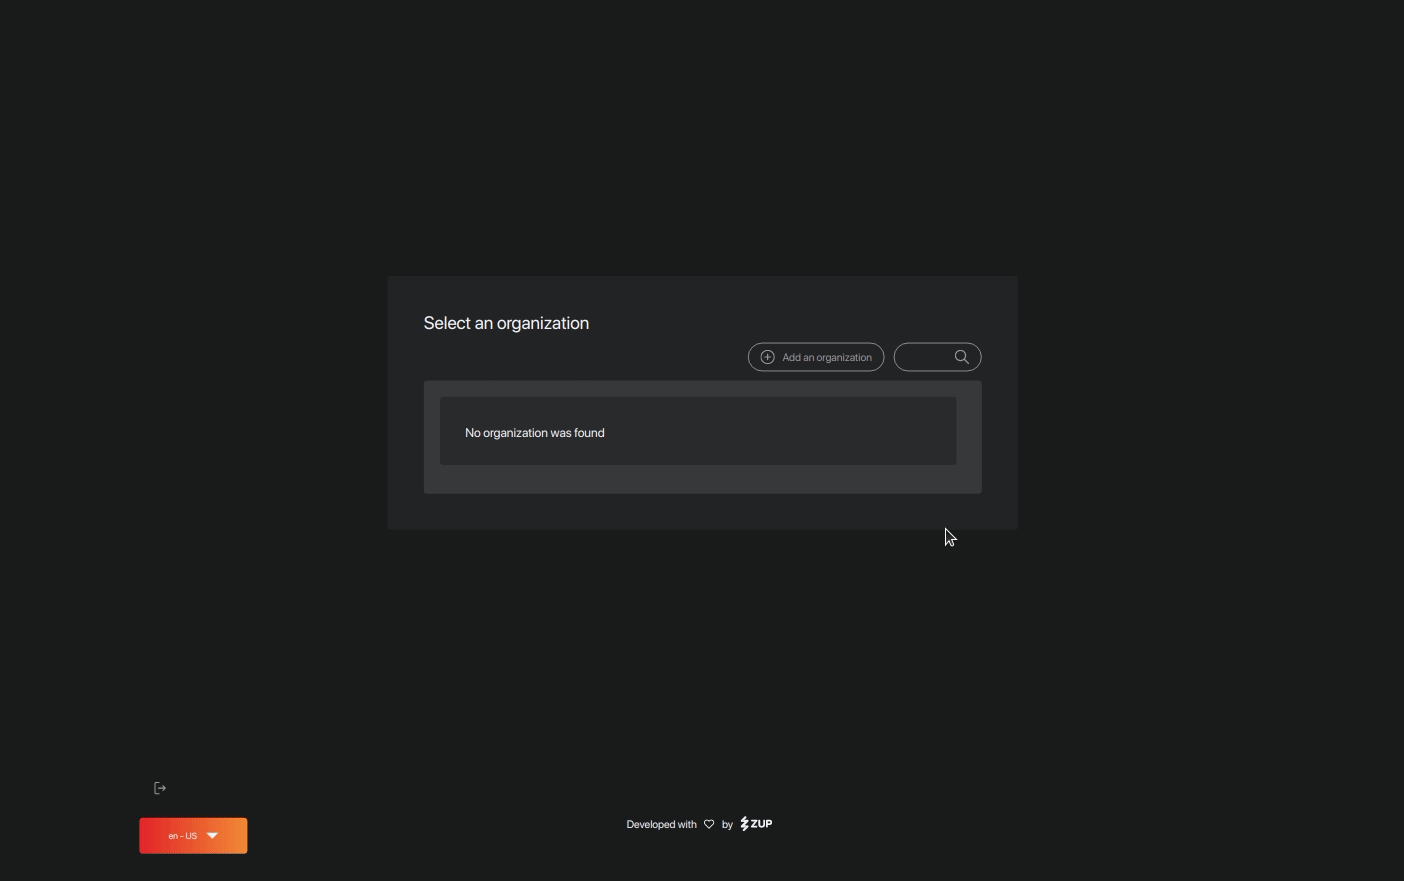 Select an organization
Add an organization
No organization was found
en - US
Developed with by ZUP